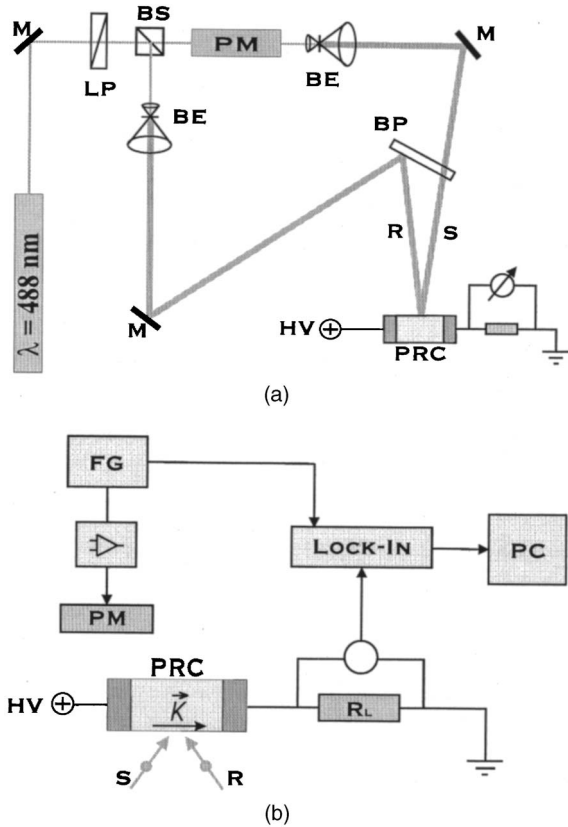 M
LP
BS
PM
BE
M
BE
BP
R
S
λ = 488 nm
M
HV
PRC
(a)
FG
LOCK-IN
PC
PM
PRC
HV
K
RL
S
R
(b)